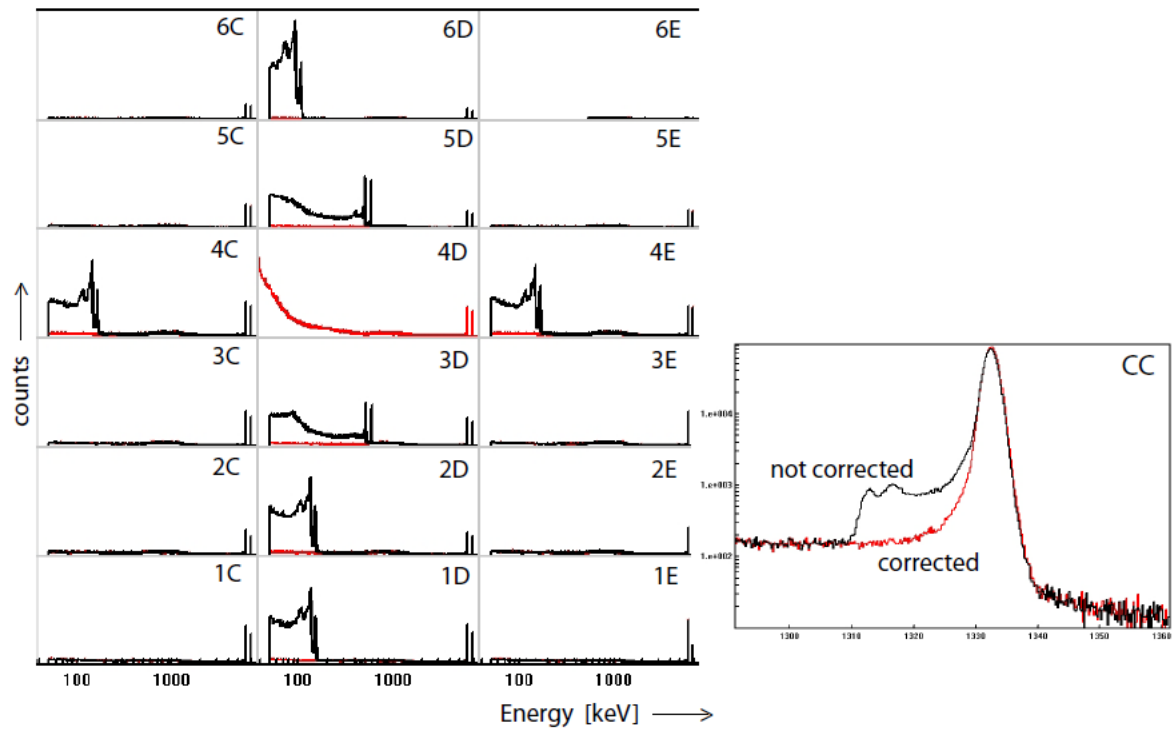 6C 6D 6E
5C 5D 5E
4C 4D 4E
3C 3D 3E
2C 2D 2E
1C 1D 1E
counts
100 1000 100 1000 100 1000
Energy [keV]
CC
1.e+004
not corrected
1.e+003
1.e+002
corrected
1300 1310 1320 1330 1340 1350 1360